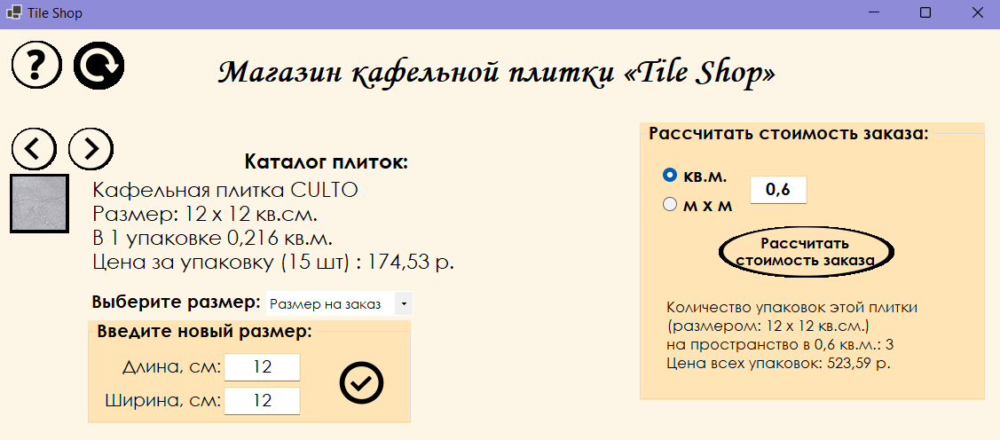 Tile Shop
Магазин кафельной плитки «Tile Shop»
Каталог плиток:
Кафельная плитка CULTO
Размер: 12 x 12 кв.см.
В 1 упаковке 0,216 кв.м.
Цена за упаковку (15 шт) : 174,53 р.
Выберите размер: Размер на заказ
Введите новый размер:
Длина, см: 12
Ширина, см: 12
Рассчитать стоимость заказа:
кв.м.
0,6
м x м
Рассчитать
стоимость заказа
Количество упаковок этой плитки
(размером: 12 x 12 кв.см.)
на пространство в 0,6 кв.м.: 3
Цена всех упаковок: 523,59 р.